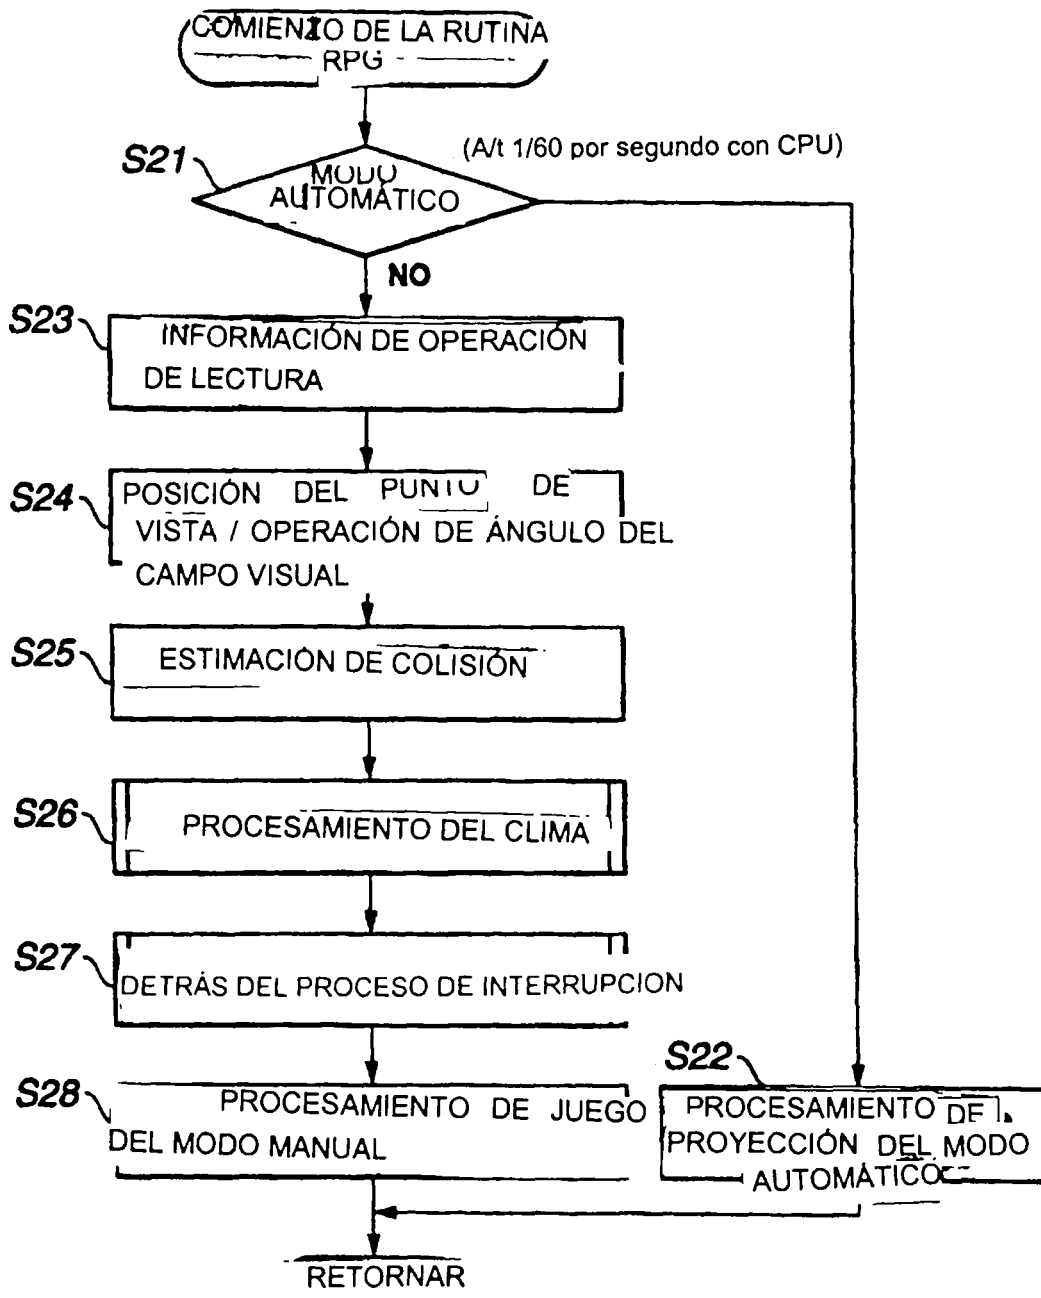 COMIENZO DE LA RUTINA
RPG
(A/t 1/60 por segundo con CPU)
S21
MODO
AUTOMÁTICO
NO
S23
INFORMACIÓN DE OPERACIÓN
DE LECTURA
S24
POSICIÓN DEL PUNTO DE
VISTA / OPERACIÓN DE ÁNGULO DEL
CAMPO VISUAL
S25
ESTIMACIÓN DE COLISIÓN
S26
PROCESAMIENTO DEL CLIMA
S27
DETRÁS DEL PROCESO DE INTERRUPCION
S28
PROCESAMIENTO DE JUEGO
DEL MODO MANUAL
S22
PROCESAMIENTO DE
PROYECCIÓN DEL MODO
AUTOMÁTICO
RETORNAR